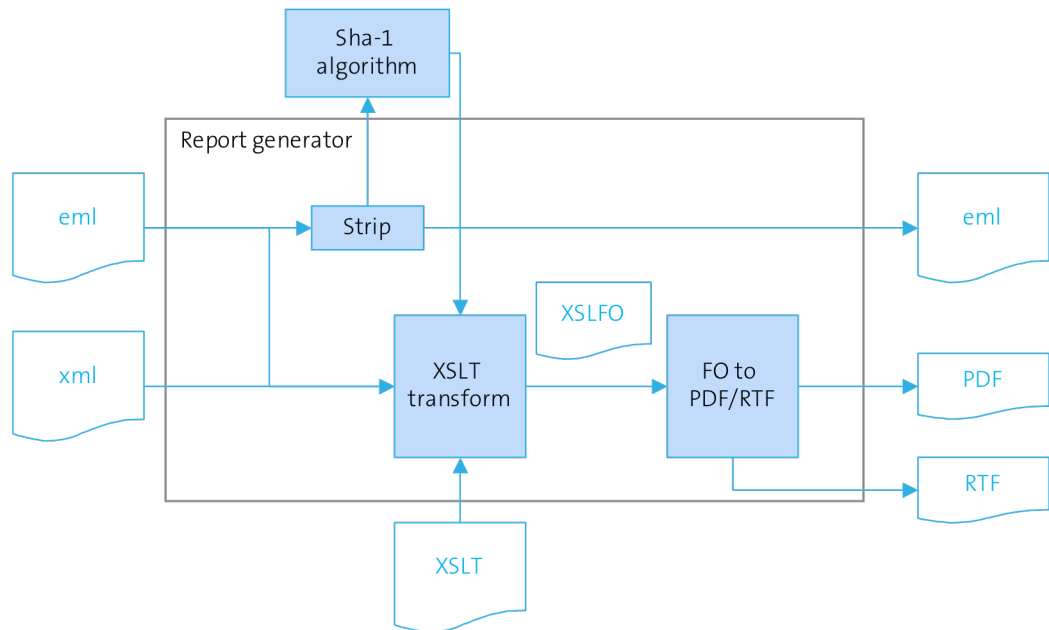 Sha-1
algorithm
Report generator
eml
Strip
eml
XSLFO
xml
XSLT
transform
FO to
PDF/RTF
PDF
RTF
XSLT